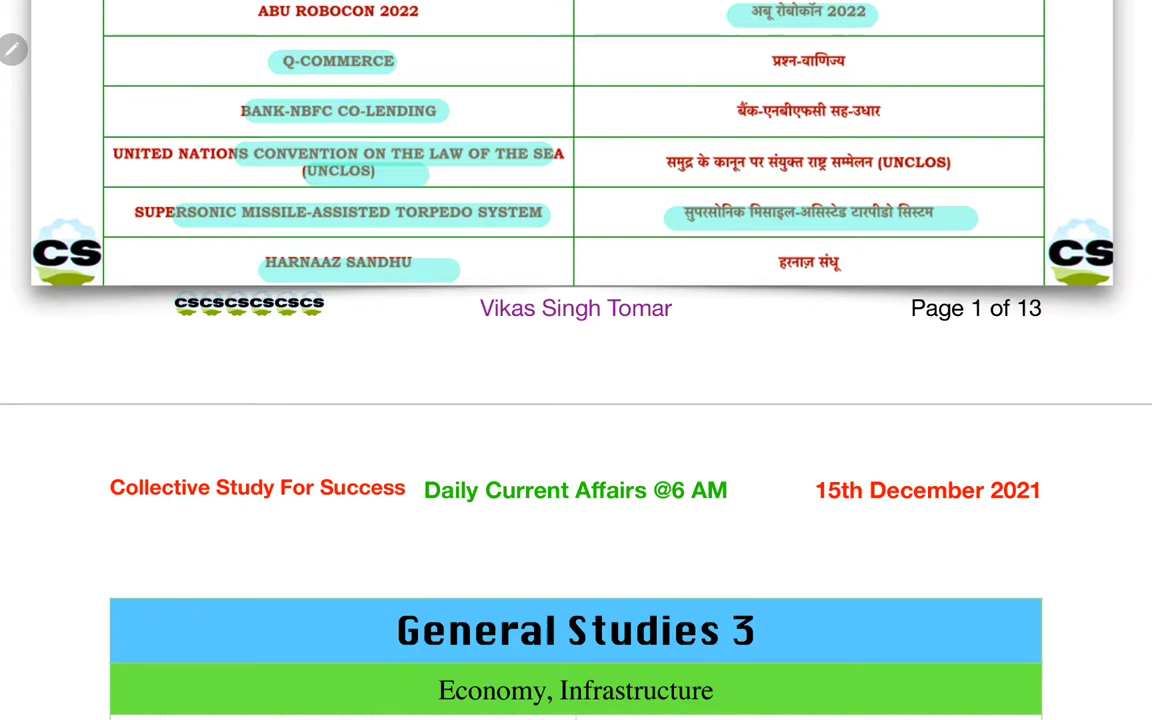 ABU ROBOCON 2022
अबू रोबोकॉन 2022
Q-COMMERCE
प्रश्न-वाणिज्य
BANK-NBFC CO-LENDING
बैंक-एनबीएफसी सह-उधार
UNITED NATIONS CONVENTION ON THE LAW OF THE SEA
(UNCLOS)
समुद्र के कानून पर संयुक्त राष्ट्र सम्मेलन (UNCLOS)
SUPERSONIC MISSILE-ASSISTED TORPEDO SYSTEM
सुपरसोनिक मिसाइल-असिस्टेड टारपीडो सिस्टम
HARNAAZ SANDHU
हरनाज़ संधू
CS
CS
CSCSCSCSCSCS
Vikas Singh Tomar
Page 1 of 13
Collective Study For Success
Daily Current Affairs @6 AM
15th December 2021
General Studies 3
Economy, Infrastructure